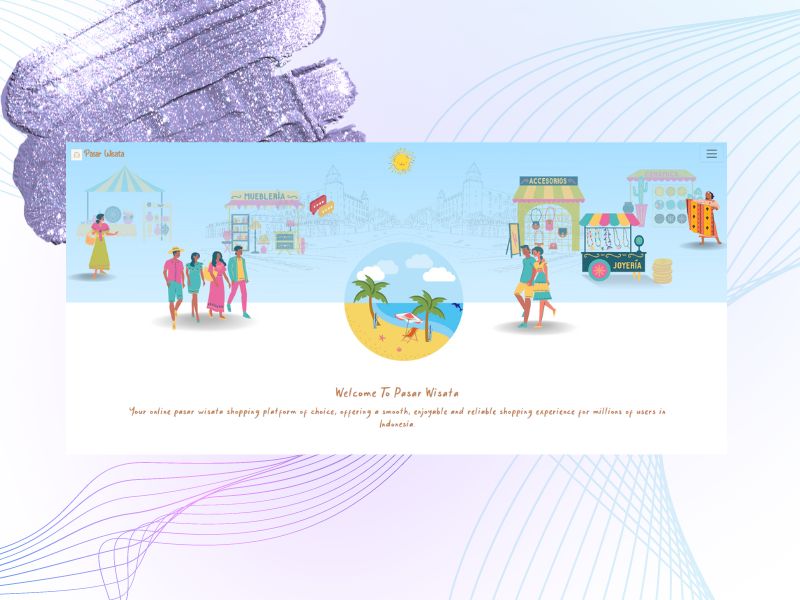 Pasar Wisata
ACCESORIOS
CERÁMICA
MUEBLERÍA
JOYERÍA
Welcome To Pasar Wisata
Your online pasar wisata shopping platform of choice, offering a smooth, enjoyable and reliable shopping experience for millions of users in
Indonesia